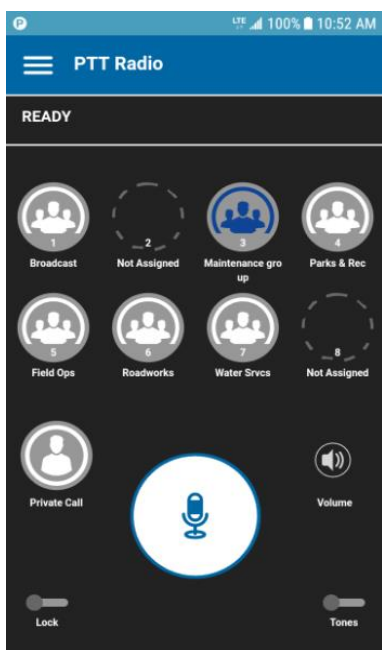 P LTE 100% 10:52 AM
PTT Radio
READY
1 2 3 4
Broadcast Not Assigned Maintenance gro Parks & Rec
up
5 6 7 8
Field Ops Roadworks Water Srvcs Not Assigned
Private Call Volume
Lock Tones